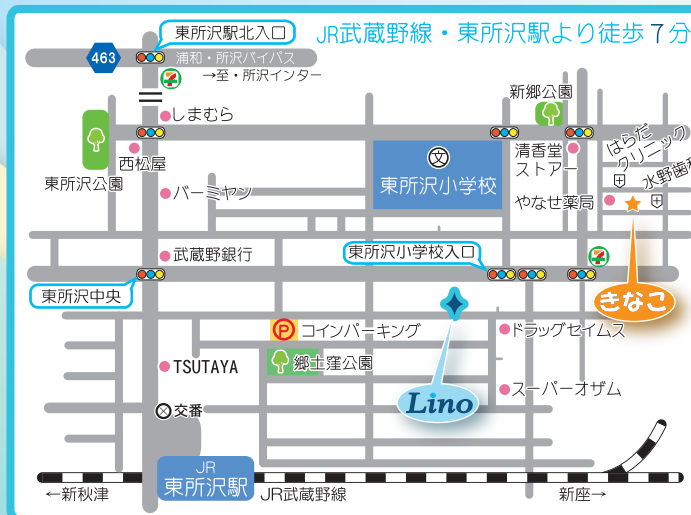 JR武蔵野線・東所沢駅より徒歩7分
東所沢駅北入口
463
浦和・所沢バイパス
→至・所沢インター
しまむら
新郷公園
西松屋
東所沢公園
文
東所沢小学校
清香堂
ストアー
はらだ
クリニック
水野歯科
やなせ薬局
バーミヤン
武蔵野銀行
東所沢小学校入口
東所沢中央
きなこ
P
コインパーキング
ドラッグセイムス
TSUTAYA
郷土窪公園
スーパーオザム
Lino
交番
JR
東所沢駅
JR武蔵野線
←新秋津
新座→